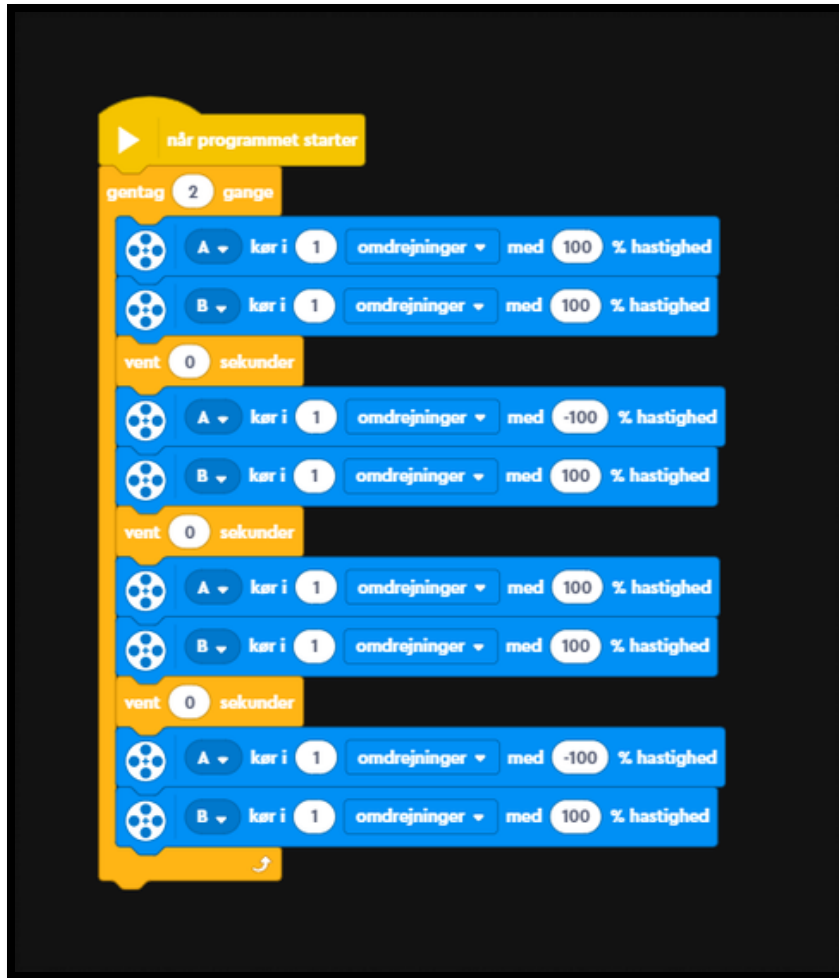 når programmet starter
gentag 2 gange
A kør i 1 omdrejninger med 100 % hastighed
B kør i 1 omdrejninger med 100 % hastighed
vent 0 sekunder
A kør i 1 omdrejninger med -100 % hastighed
B kør i 1 omdrejninger med 100 % hastighed
vent 0 sekunder
A kør i 1 omdrejninger med 100 % hastighed
B kør i 1 omdrejninger med 100 % hastighed
vent 0 sekunder
A kør i 1 omdrejninger med -100 % hastighed
B kør i 1 omdrejninger med 100 % hastighed